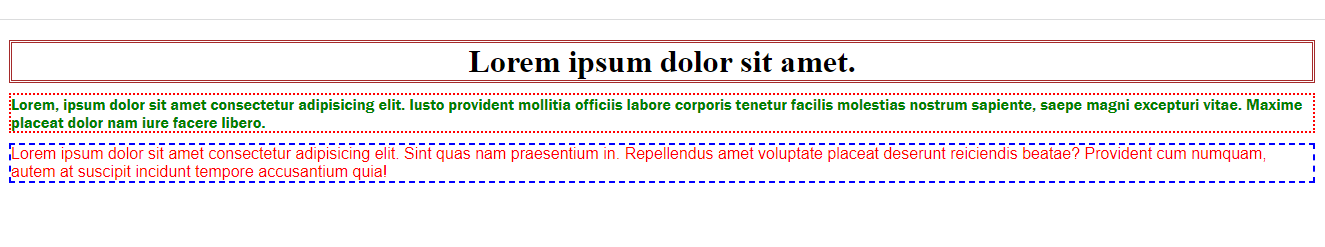 Lorem ipsum dolor sit amet.
Lorem, ipsum dolor sit amet consectetur adipisicing elit. Iusto provident mollitia officiis labore corporis tenetur facilis molestias nostrum sapiente, saepe magni excepturi vitae. Maxime
placeat dolor nam iure facere libero.
Lorem ipsum dolor sit amet consectetur adipisicing elit. Sint quas nam praesentium in. Repellendus amet voluptate placeat deserunt reiciendis beatae? Provident cum numquam,
autem at suscipit incidunt tempore accusantium quia!